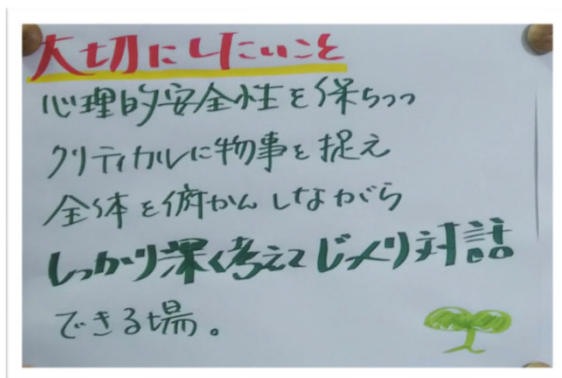 大切にしたいこと
心理的安全性を保ちつつ
クリティカルに物事を捉え
全体を俯かんしながら
しっかり深く考えてじっくり対話
できる場。